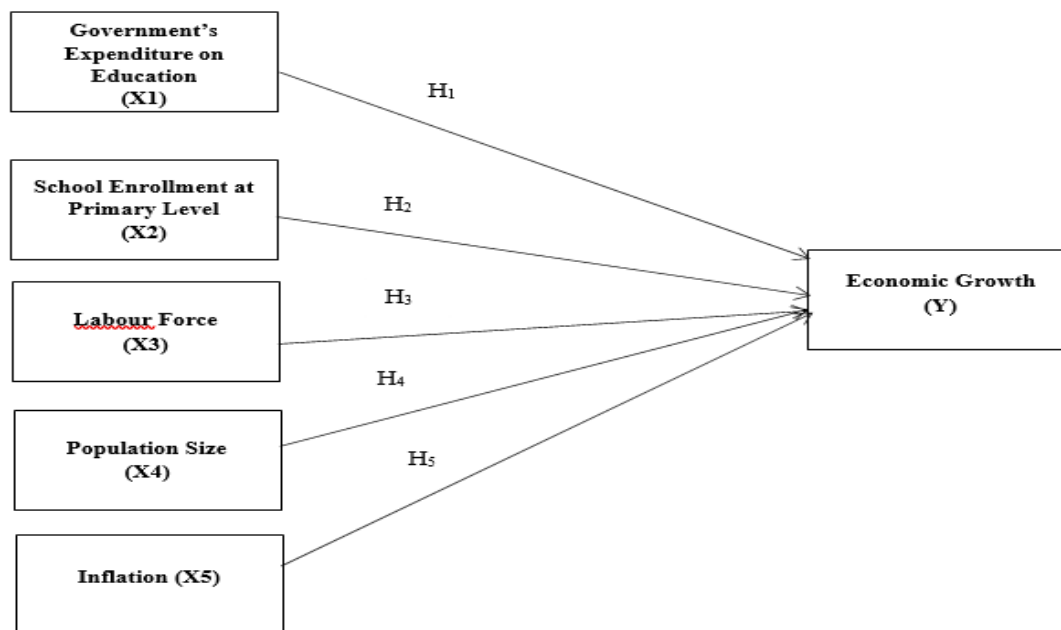 Government’s
Expenditure on
Education
(X1)
H₁
School Enrollment at
Primary Level
(X2)
H₂
Labour Force
(X3)
H₃
Economic Growth
(Y)
H₄
Population Size
(X4)
H₅
Inflation (X5)